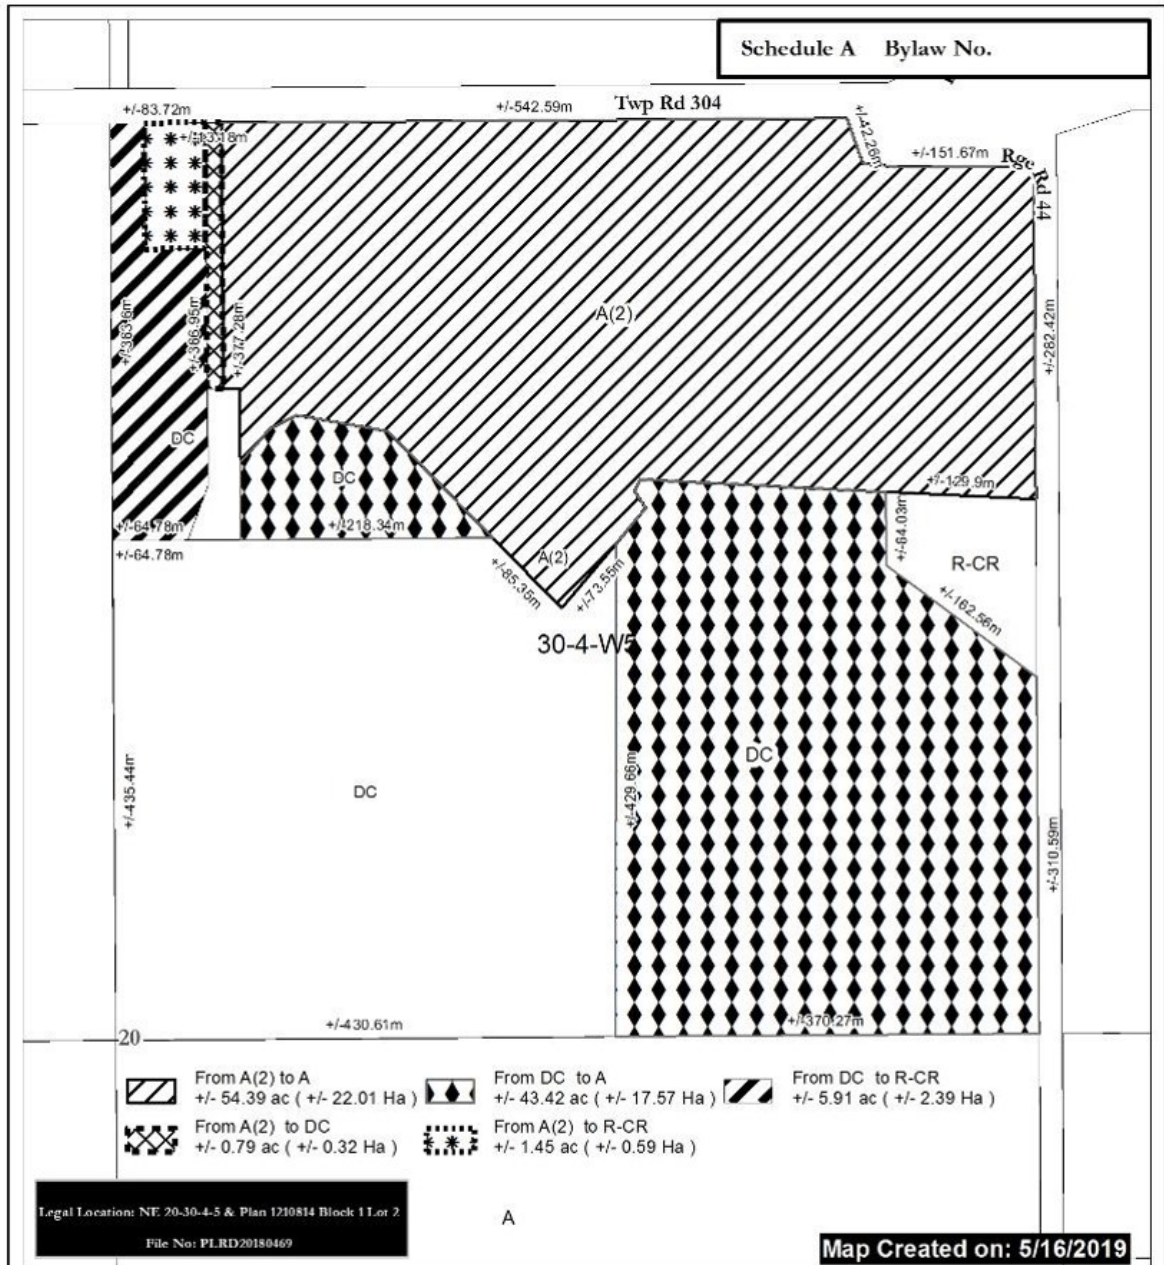 Schedule A Bylaw No.
+/-83.72m
+/-542.59m
Twp Rd 304
+/-13.18m
+/-42.26m
+/-151.67m
Rge Rd 44
A(2)
+/-363.6m
+/-366.95m
+/-377.28m
+/-282.42m
DC
DC
+/-129.9m
+/-64.78m
+/-218.34m
+/-64.03m
+/-64.78m
A(2)
+/-85.35m
+/-73.55m
R-CR
+/-162.56m
30-4-W5
DC
DC
+/-435.44m
+/-429.66m
+/-310.59m
+/-430.61m
+/-370.27m
20
From A(2) to A
+/- 54.39 ac ( +/- 22.01 Ha )
From DC to A
+/- 43.42 ac ( +/- 17.57 Ha )
From DC to R-CR
+/- 5.91 ac ( +/- 2.39 Ha )
From A(2) to DC
+/- 0.79 ac ( +/- 0.32 Ha )
From A(2) to R-CR
+/- 1.45 ac ( +/- 0.59 Ha )
Legal Location: NE 20-30-4-5 & Plan 1210814 Block 1 Lot 2
File No: PLRD20180469
A
Map Created on: 5/16/2019